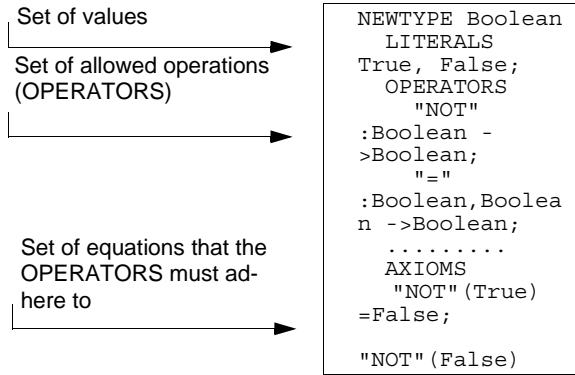 Set of values
Set of allowed operations
(OPERATORS)
Set of equations that the
OPERATORS must ad-
here to
NEWTYPE Boolean
LITERALS
True, False;
OPERATORS
"NOT"
:Boolean -
>Boolean;
"="
:Boolean,Boolea
n ->Boolean;
.........
AXIOMS
"NOT"(True)
=False;
"NOT"(False)